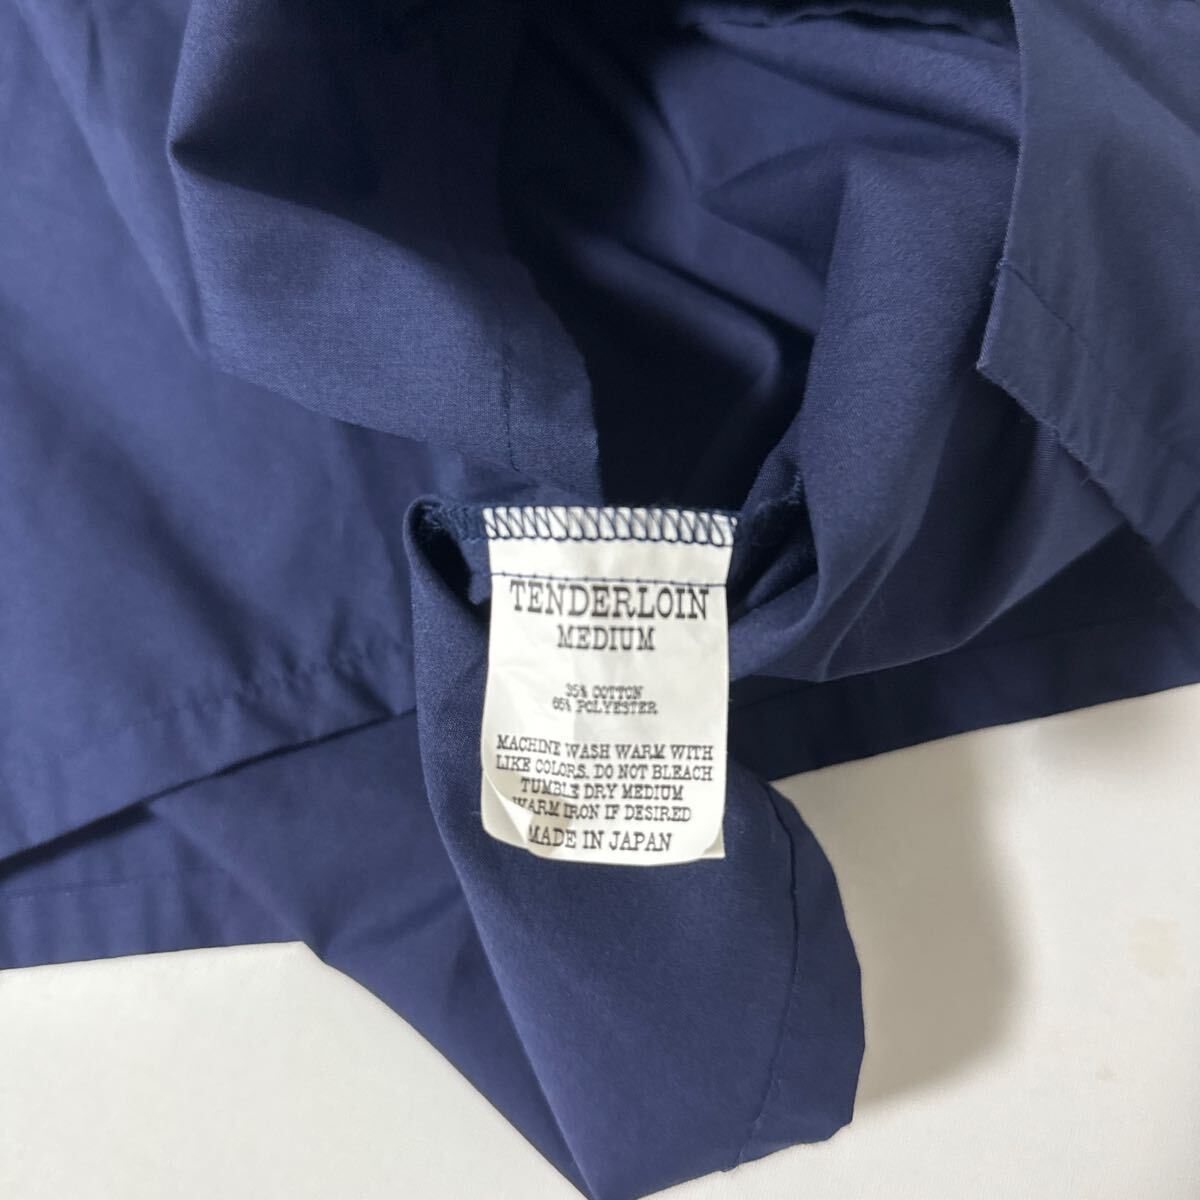 TENDERLOIN
MEDIUM
35% COTTON
65% POLYESTER
MACHINE WASH WARM WITH
LIKE COLORS. DO NOT BLEACH
TUMBLE DRY MEDIUM
WARM IRON IF DESIRED
MADE IN JAPAN